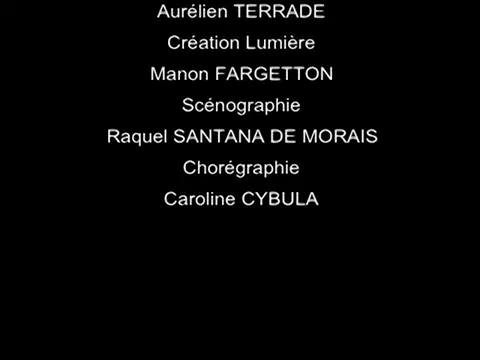 Aurélien TERRADE
Création Lumière
Manon FARGETTON
Scénographie
Raquel SANTANA DE MORAIS
Chorégraphie
Caroline CYBULA